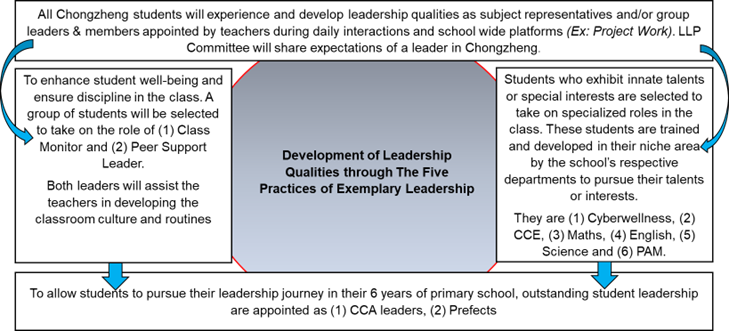 All Chongzheng students will experience and develop leadership qualities as subject representatives and/or group
leaders & members appointed by teachers during daily interactions and school wide platforms (Ex: Project Work). LLP
Committee will share expectations of a leader in Chongzheng.
To enhance student well-being and
ensure discipline in the class. A
group of students will be selected
to take on the role of (1) Class
Monitor and (2) Peer Support
Leader.
Both leaders will assist the
teachers in developing the
classroom culture and routines
Development of Leadership
Qualities through The Five
Practices of Exemplary Leadership
Students who exhibit innate talents
or special interests are selected to
take on specialized roles in the
class. These students are trained
and developed in their niche area
by the school's respective
departments to pursue their talents
or interests.
They are (1) Cyberwellness, (2)
CCE, (3) Maths, (4) English, (5)
Science and (6) PAM.
To allow students to pursue their leadership journey in their 6 years of primary school, outstanding student leadership
are appointed as (1) CCA leaders, (2) Prefects